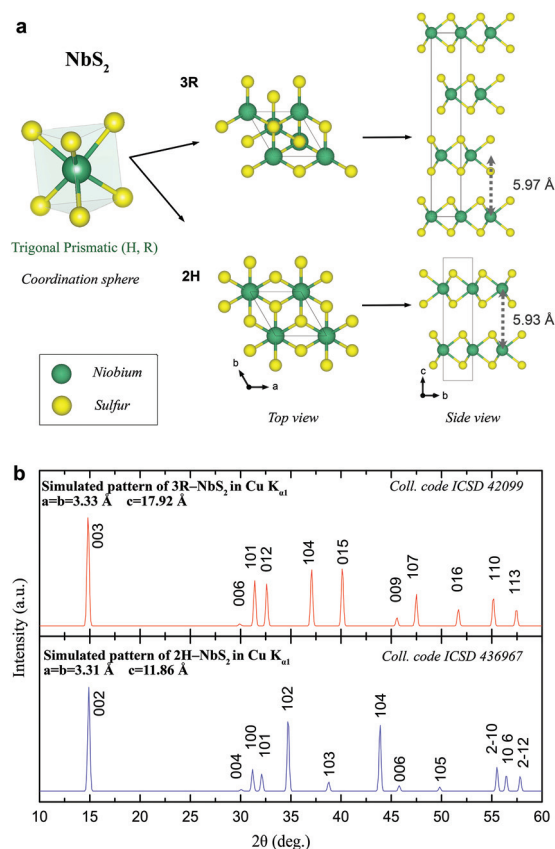 a
NbS₂
3R
5.97 Å
Trigonal Prismatic (H, R)
Coordination sphere
2H
5.93 Å
Niobium
Sulfur
b
a
Top view
c
b
Side view
b
Simulated pattern of 3R–NbS₂ in Cu Kα1
Coll. code ICSD 42099
a=b=3.33 Å c=17.92 Å
003
006
101
012
104
015
009
107
016
110
113
Intensity (a.u.)
Simulated pattern of 2H–NbS₂ in Cu Kα1
Coll. code ICSD 436967
a=b=3.31 Å c=11.86 Å
002
004
100
101
102
103
104
006
105
2-10
10 6
2-12
10 15 20 25 30 35 40 45 50 55 60
2θ (deg.)